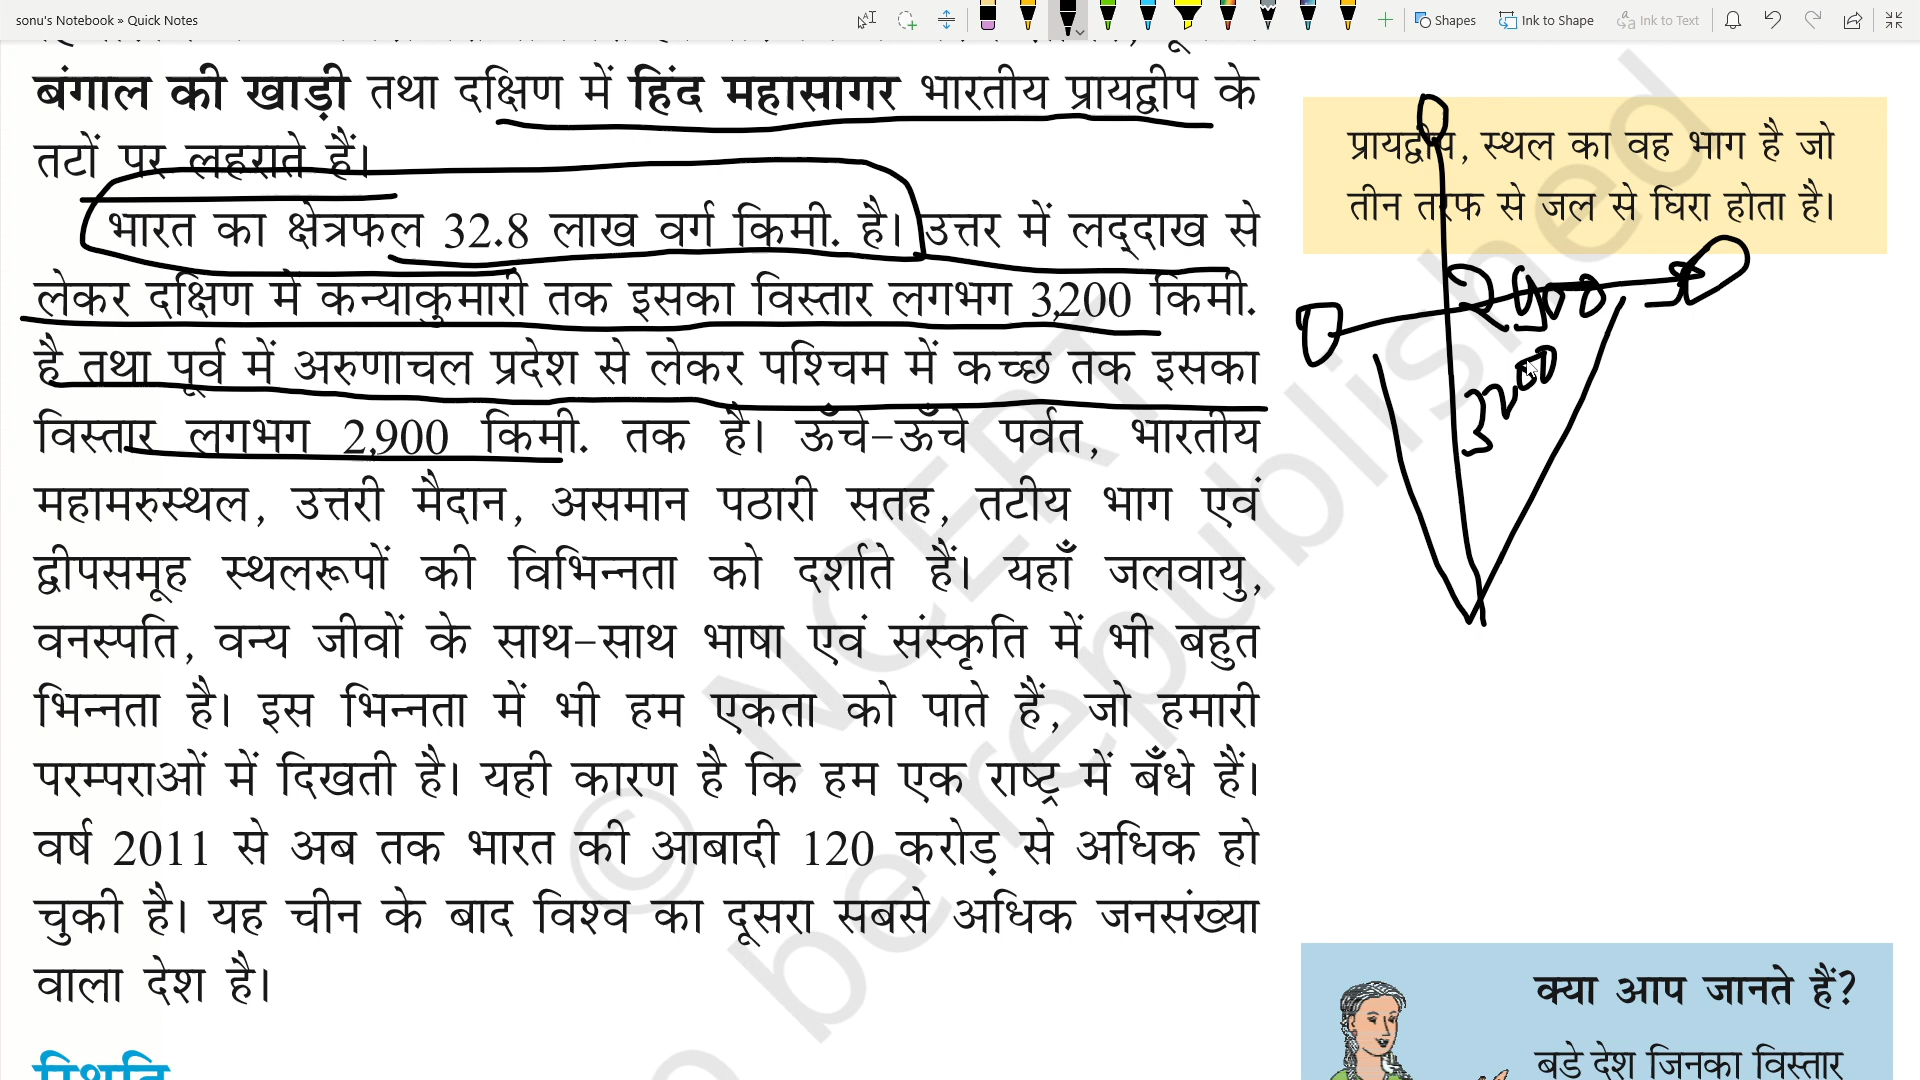 sonu's Notebook » Quick Notes
Shapes
Ink to Shape
Ink to Text
बंगाल की खाड़ी तथा दक्षिण में हिंद महासागर भारतीय प्रायद्वीप के
तटों पर लहराते हैं।
भारत का क्षेत्रफल 32.8 लाख वर्ग किमी. है। उत्तर में लद्दाख से
लेकर दक्षिण में कन्याकुमारी तक इसका विस्तार लगभग 3,200 किमी.
है तथा पूर्व में अरुणाचल प्रदेश से लेकर पश्चिम में कच्छ तक इसका
विस्तार लगभग 2,900 किमी. तक है। ऊँचे-ऊँचे पर्वत, भारतीय
महामरुस्थल, उत्तरी मैदान, असमान पठारी सतह, तटीय भाग एवं
द्वीपसमूह स्थलरूपों की विभिन्नता को दर्शाते हैं। यहाँ जलवायु,
वनस्पति, वन्य जीवों के साथ-साथ भाषा एवं संस्कृति में भी बहुत
भिन्नता है। इस भिन्नता में भी हम एकता को पाते हैं, जो हमारी
परम्पराओं में दिखती है। यही कारण है कि हम एक राष्ट्र में बँधे हैं।
वर्ष 2011 से अब तक भारत की आबादी 120 करोड़ से अधिक हो
चुकी है। यह चीन के बाद विश्व का दूसरा सबसे अधिक जनसंख्या
वाला देश है।
प्रायद्वीप, स्थल का वह भाग है जो
तीन तरफ से जल से घिरा होता है।
2900
3200
© NCERT
be republished
क्या आप जानते हैं?
बड़े देश जिनका विस्तार
स्थिति